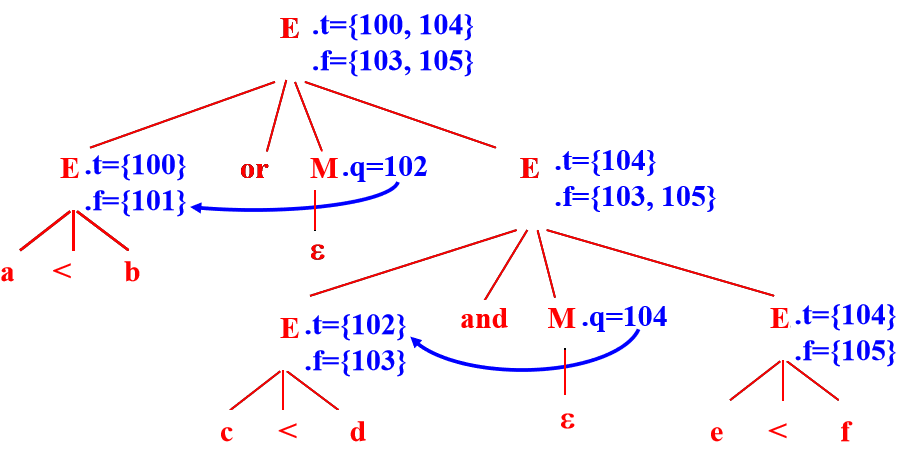 E .t={100, 104}
.f={103, 105}
E .t={100} or M .q=102 E .t={104}
.f={101} .f={103, 105}
ε
a < b
E .t={102} and M .q=104 E .t={104}
.f={103} .f={105}
ε
c < d e < f